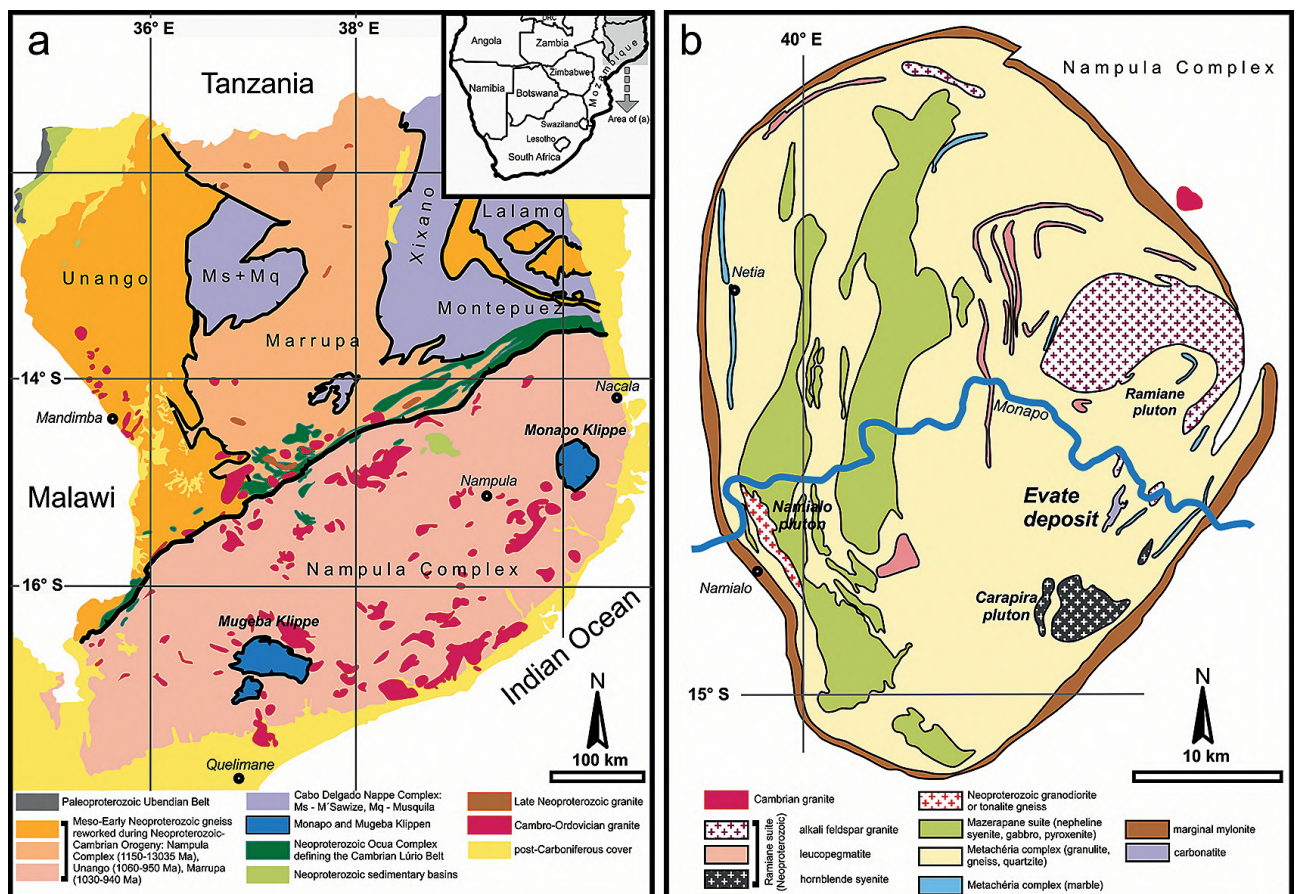 a
36° E
38° E
Tanzania
DRC
Angola
Zambia
Zimbabwe
Mozambique
Namibia
Botswana
Swaziland
Area of (a)
Lesotho
South Africa
Xixano
Lalamo
Unango
Ms+Mq
Montepuez
Marrupa
14° S
Mandimba
Nacala
Monapo Klippe
Nampula
Malawi
Nampula Complex
16° S
Mugeba Klippe
Indian Ocean
N
100 km
Quelimane
Paleoproterozoic Ubendian Belt
Meso-Early Neoproterozoic gneiss
reworked during Neoproterozoic-
Cambrian Orogeny: Nampula
Complex (1150-13035 Ma),
Unango (1060-950 Ma), Marrupa
(1030-940 Ma)
Cabo Delgado Nappe Complex:
Ms - M´Sawize, Mq - Musquila
Monapo and Mugeba Klippen
Neoproterozoic Ocua Complex
defining the Cambrian Lúrio Belt
Neoproterozoic sedimentary basins
Late Neoproterozoic granite
Cambro-Ordovician granite
post-Carboniferous cover
b
40° E
Nampula Complex
Netia
Ramiane
pluton
Monapo
Evate
deposit
Namialo
pluton
Namialo
Carapira
pluton
15° S
N
10 km
Cambrian granite
Ramiane suite
(Neoproterozoic)
alkali feldspar granite
leucopegmatite
hornblende syenite
Neoproterozoic granodiorite
or tonalite gneiss
Mazerapane suite (nepheline
syenite, gabbro, pyroxenite)
Metachéria complex (granulite,
gneiss, quartzite)
Metachéria complex (marble)
marginal mylonite
carbonatite